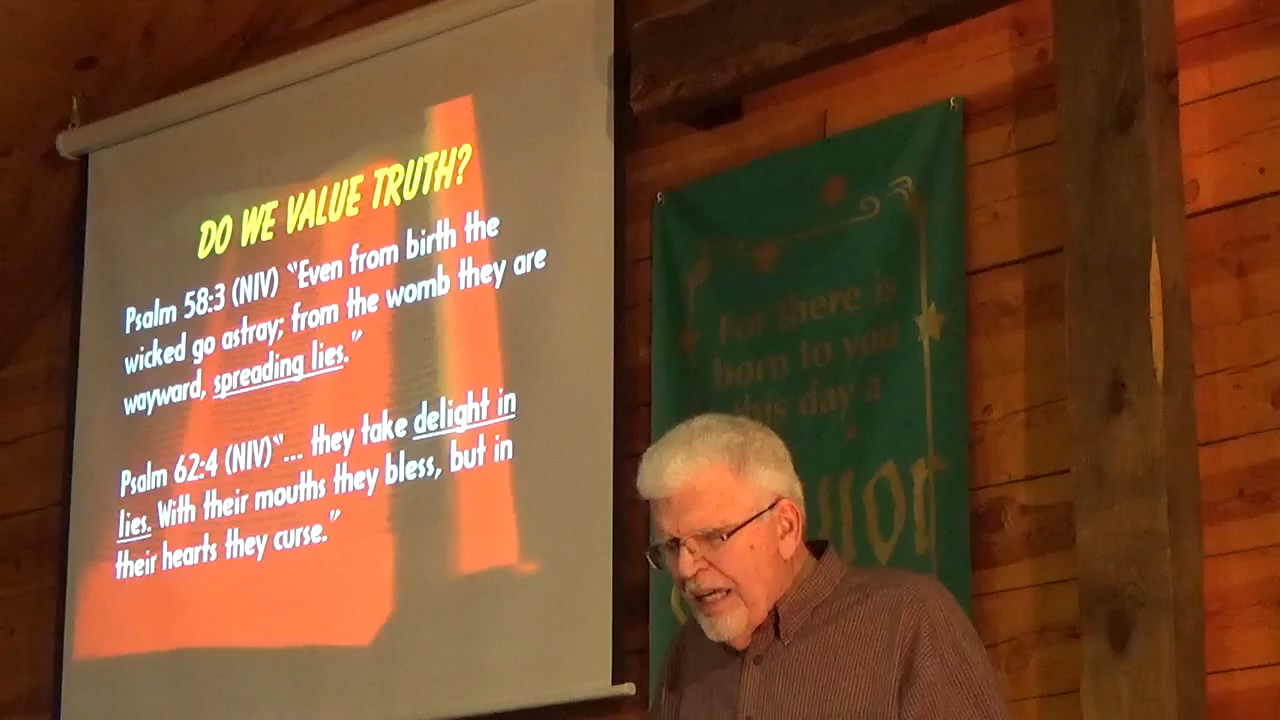 DO WE VALUE TRUTH?
Psalm 58:3 (NIV) "Even from birth the
wicked go astray; from the womb they are
wayward, spreading lies."
Psalm 62:4 (NIV) "... they take delight in
lies. With their mouths they bless, but in
their hearts they curse."
For there is
born to you
this day a